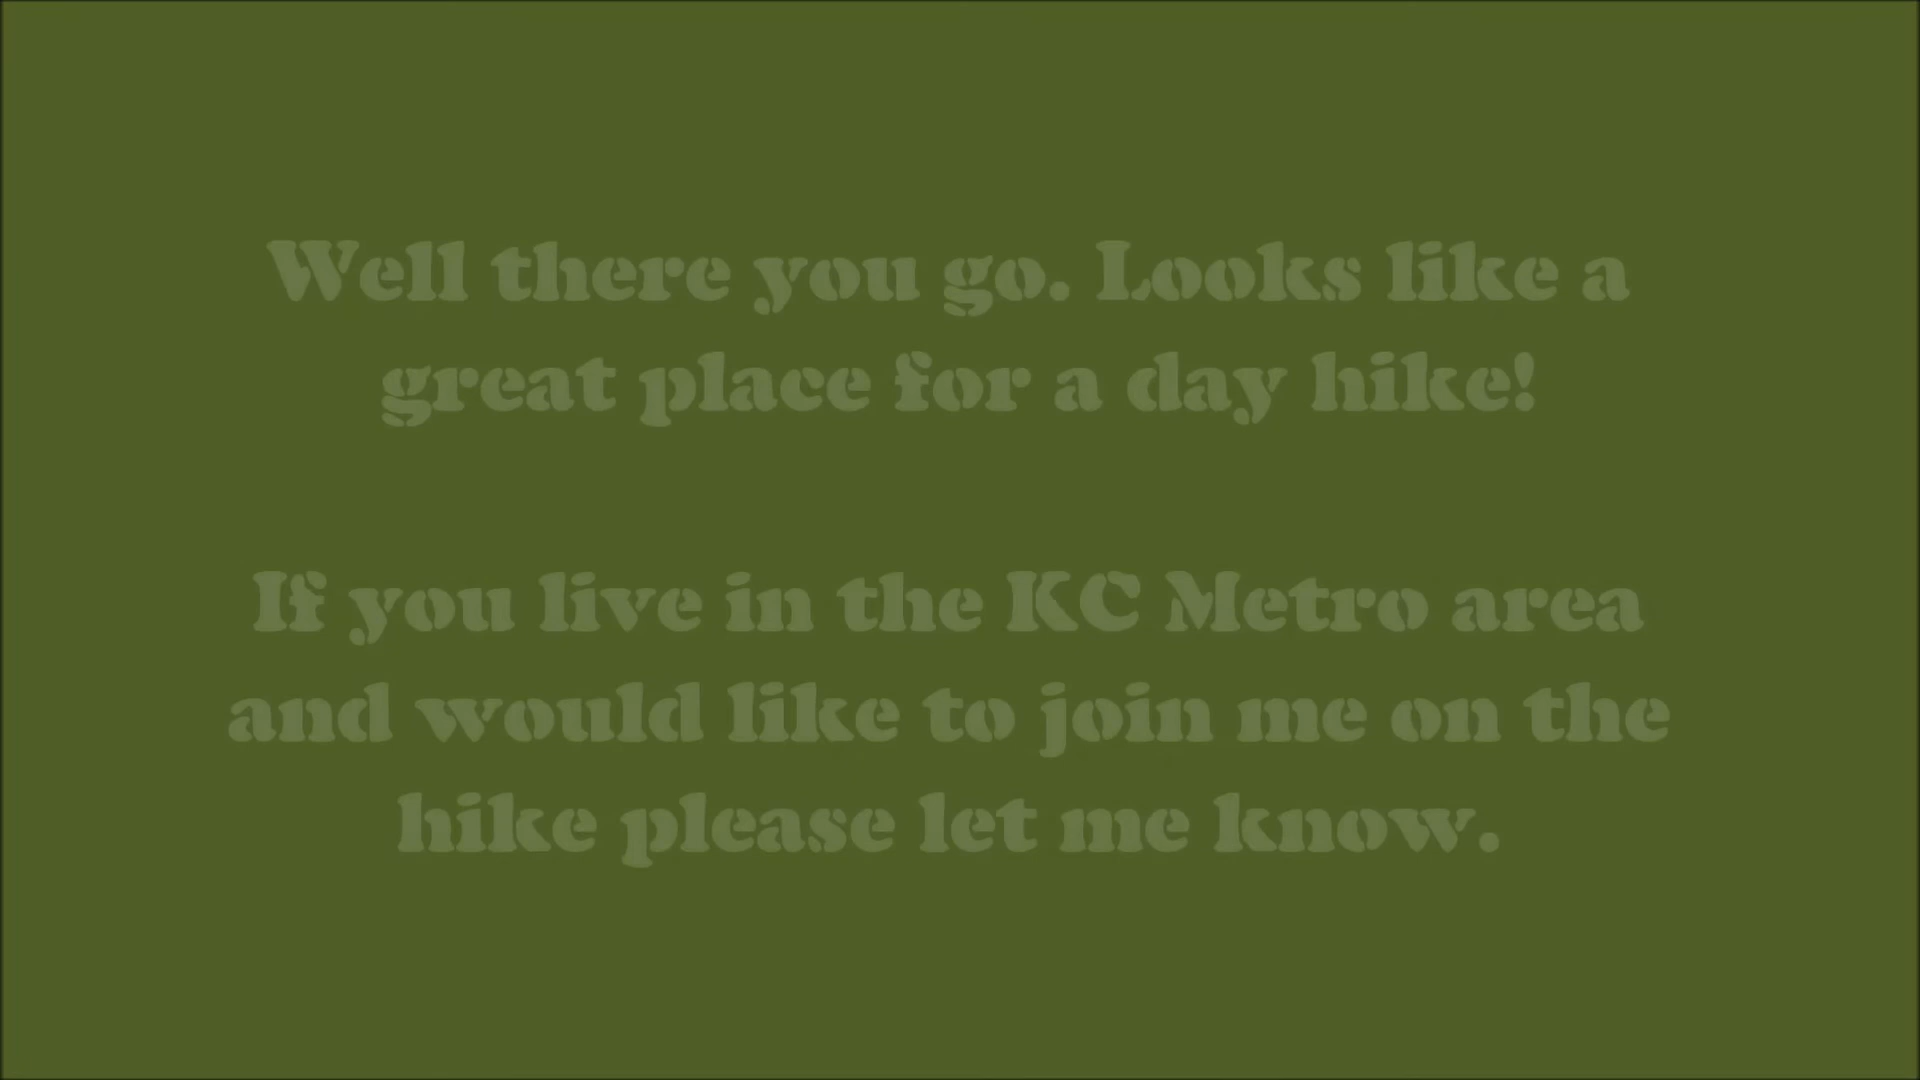 Well there you go. Looks like a
great place for a day hike!
If you live in the KC Metro area
and would like to join me on the
hike please let me know.